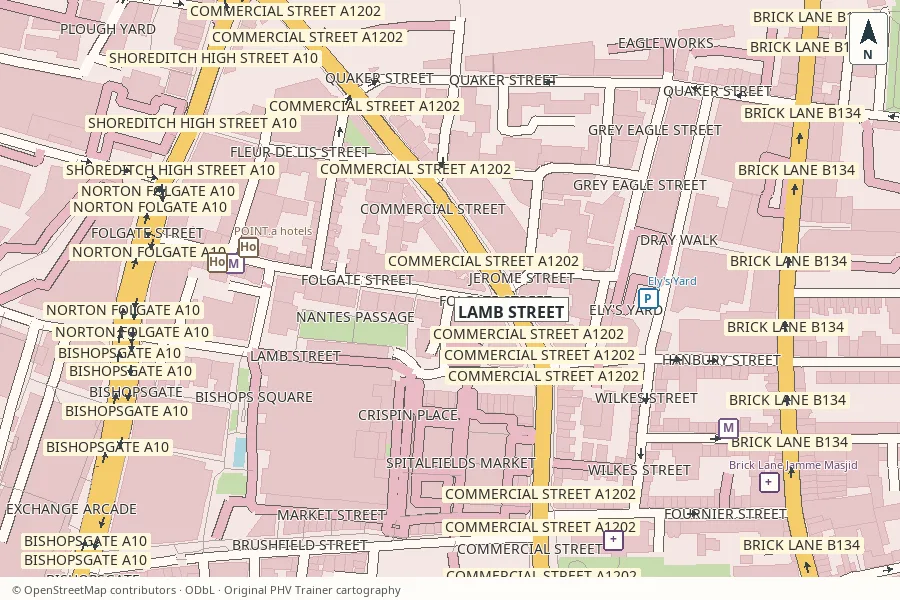 COMMERCIAL STREET A1202
BRICK LANE B1
PLOUGH YARD
COMMERCIAL STREET A1202
EAGLE WORKS
BRICK LANE B1
N
SHOREDITCH HIGH STREET A10
QUAKER STREET
QUAKER STREET
QUAKER STREET
COMMERCIAL STREET A1202
BRICK LANE B134
SHOREDITCH HIGH STREET A10
GREY EAGLE STREET
FLEUR DE LIS STREET
SHOREDITCH HIGH STREET A10
COMMERCIAL STREET A1202
BRICK LANE B134
NORTON FOLGATE A10
GREY EAGLE STREET
NORTON FOLGATE A10
COMMERCIAL STREET
FOLGATE STREET
POINT a hotels
DRAY WALK
NORTON FOLGATE A10
Ho
Ho
M
COMMERCIAL STREET A1202
BRICK LANE B134
FOLGATE STREET
JEROME STREET
Ely's Yard
P
NORTON FOLGATE A10
NANTES PASSAGE
LAMB STREET
ELY'S YARD
NORTON FOLGATE A10
COMMERCIAL STREET A1202
BRICK LANE B134
BISHOPSGATE A10
LAMB STREET
COMMERCIAL STREET A1202
HANBURY STREET
BISHOPSGATE A10
COMMERCIAL STREET A1202
BISHOPSGATE
BISHOPS SQUARE
WILKES STREET
BRICK LANE B134
BISHOPSGATE A10
CRISPIN PLACE
M
BISHOPSGATE A10
BRICK LANE B134
SPITALFIELDS MARKET
WILKES STREET
Brick Lane Jamme Masjid
COMMERCIAL STREET A1202
EXCHANGE ARCADE
MARKET STREET
FOURNIER STREET
COMMERCIAL STREET A1202
BISHOPSGATE A10
BRUSHFIELD STREET
COMMERCIAL STREET
BRICK LANE B134
BISHOPSGATE A10
COMMERCIAL STREET A1202
© OpenStreetMap contributors · ODbL · Original PHV Trainer cartography